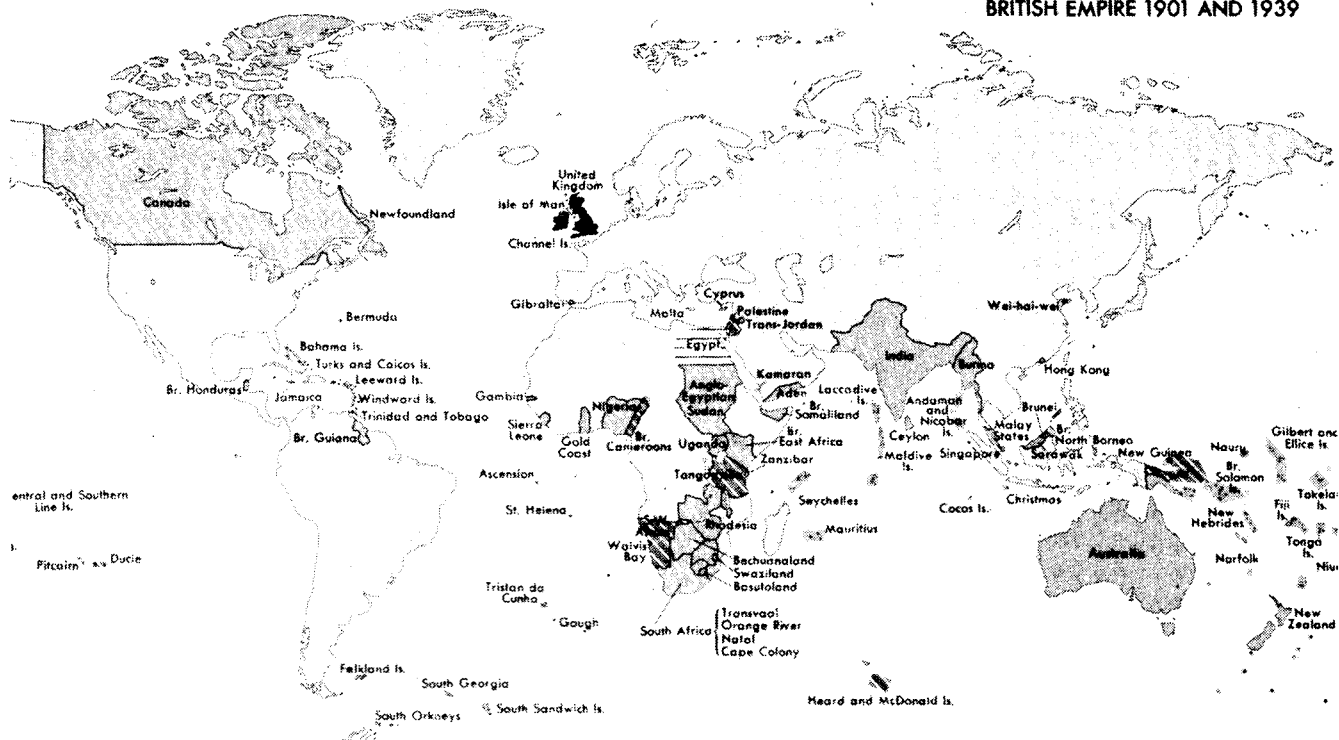 BRITISH EMPIRE 1901 AND 1939
United
Kingdom
Isle of Man
Channel Is.
Canada
Newfoundland
Gibraltar
Malta
Cyprus
Palestine
Trans-Jordan
Egypt
Wei-hai-wei
Bermuda
Bahama Is.
Turks and Caicos Is.
Leeward Is.
Br. Honduras
Jamaica
Windward Is.
Trinidad and Tobago
Br. Guiana
Gambia
Sierra
Leone
Gold
Coast
Nigeria
Br.
Cameroons
Anglo-
Egyptian
Sudan
Kamaran
Aden
Br.
Somaliland
Uganda
Br.
East Africa
Zanzibar
Laccadive
Is.
India
Burma
Hong Kong
Andaman
and
Nicobar
Is.
Ceylon
Maldive
Is.
Malay
States
Singapore
Brunei
Br.
North Borneo
Sarawak
New Guinea
Nauru
Br.
Solomon
Is.
Gilbert and
Ellice Is.
Ascension
St. Helena
Seychelles
Mauritius
Cocos Is.
Christmas
New
Hebrides
Fiji
Is.
Tonga
Is.
entral and Southern
Line Is.
Pitcairn
Ducie
Walvis
Bay
Rhodesia
Bechuanaland
Swaziland
Basutoland
Australia
Norfolk
New
Zealand
Tristan da
Cunha
Gough
South Africa
Transvaal
Orange River
Natal
Cape Colony
Falkland Is.
South Georgia
South Orkneys
South Sandwich Is.
Heard and McDonald Is.